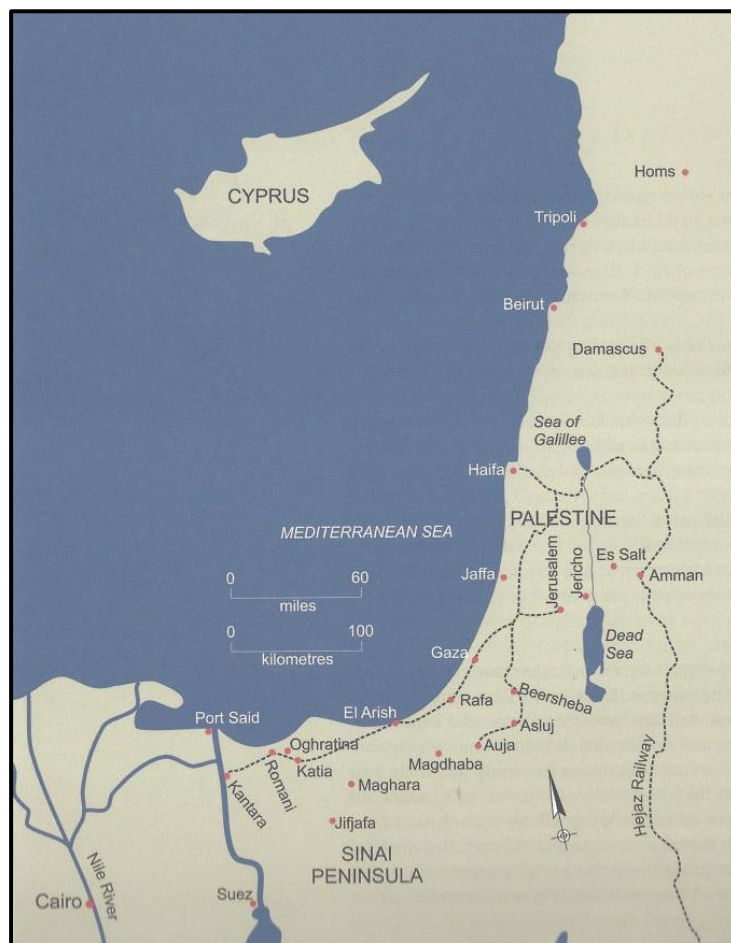 Homs
CYPRUS
Tripoli
Beirut
Damascus
Sea of
Galillee
Haifa
MEDITERRANEAN SEA
PALESTINE
Jerusalem
Jericho
Es Salt
Amman
Jaffa
0 60
miles
0 100
kilometres
Dead
Sea
Gaza
Rafa
Beersheba
El Arish
Port Said
Asluj
Oghratina
Auja
Romani
Katia
Magdhaba
Kantara
Maghara
Hejaz Railway
Jifjafa
SINAI
PENINSULA
Nile River
Cairo
Suez